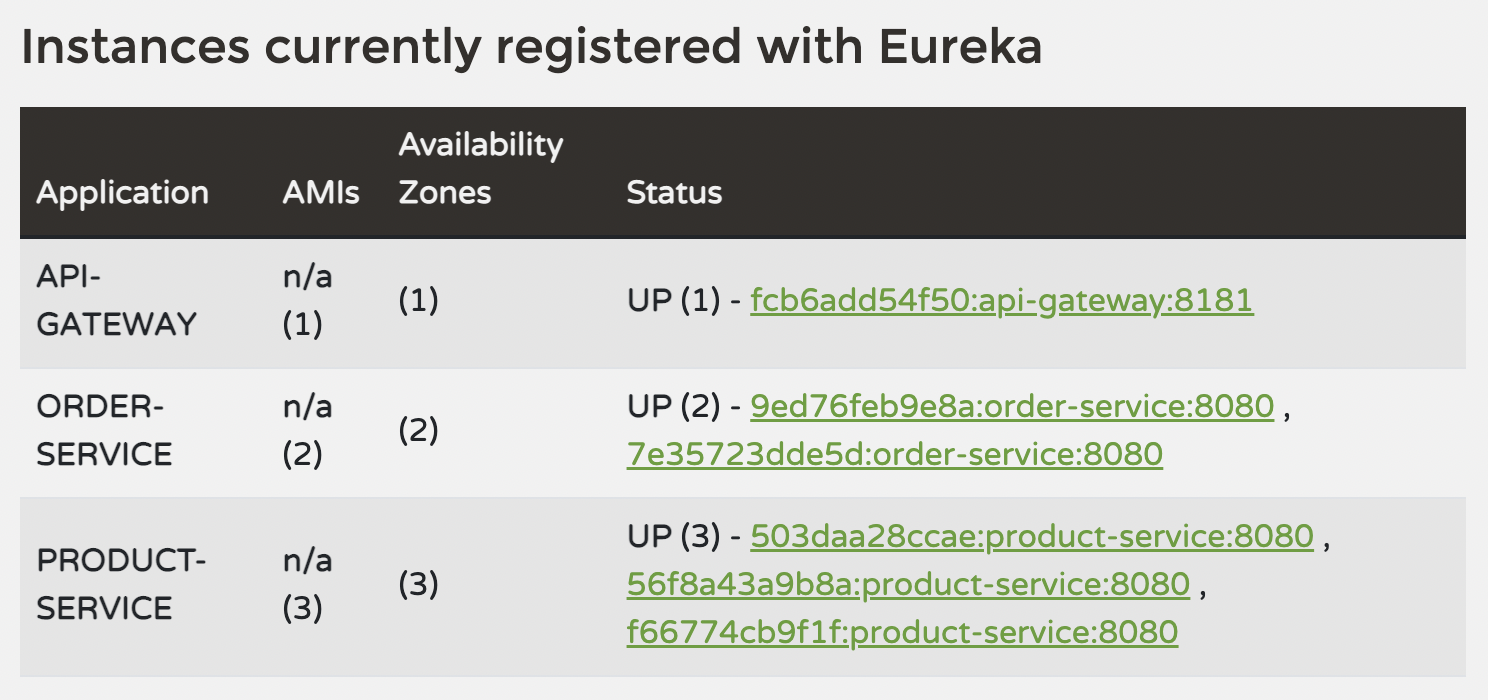 Instances currently registered with Eureka
Application AMIs Availability Zones Status
API-GATEWAY n/a (1) (1) UP (1) - fcb6add54f50:api-gateway:8181
ORDER-SERVICE n/a (2) (2) UP (2) - 9ed76feb9e8a:order-service:8080 ,
7e35723dde5d:order-service:8080
PRODUCT-SERVICE n/a (3) (3) UP (3) - 503daa28ccae:product-service:8080 ,
56f8a43a9b8a:product-service:8080 ,
f66774cb9f1f:product-service:8080